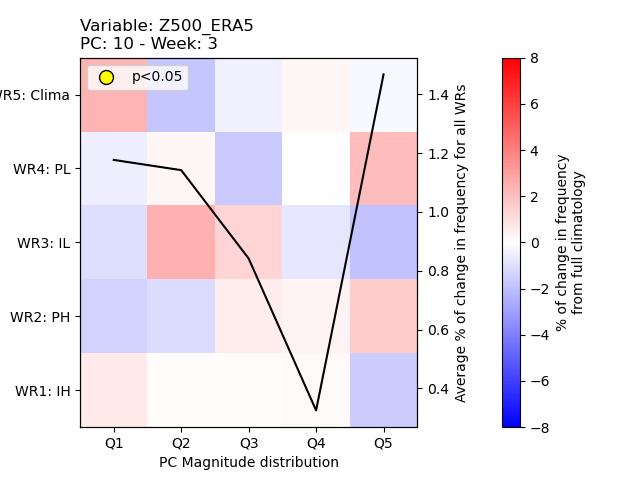 Variable: Z500_ERA5
PC: 10 - Week: 3
p<0.05
WR5: Clima
WR4: PL
WR3: IL
WR2: PH
WR1: IH
Q1 Q2 Q3 Q4 Q5
PC Magnitude distribution
1.4
1.2
1.0
0.8
0.6
0.4
Average % of change in frequency for all WRs
8
6
4
2
0
−2
−4
−6
−8
% of change in frequency
from full climatology